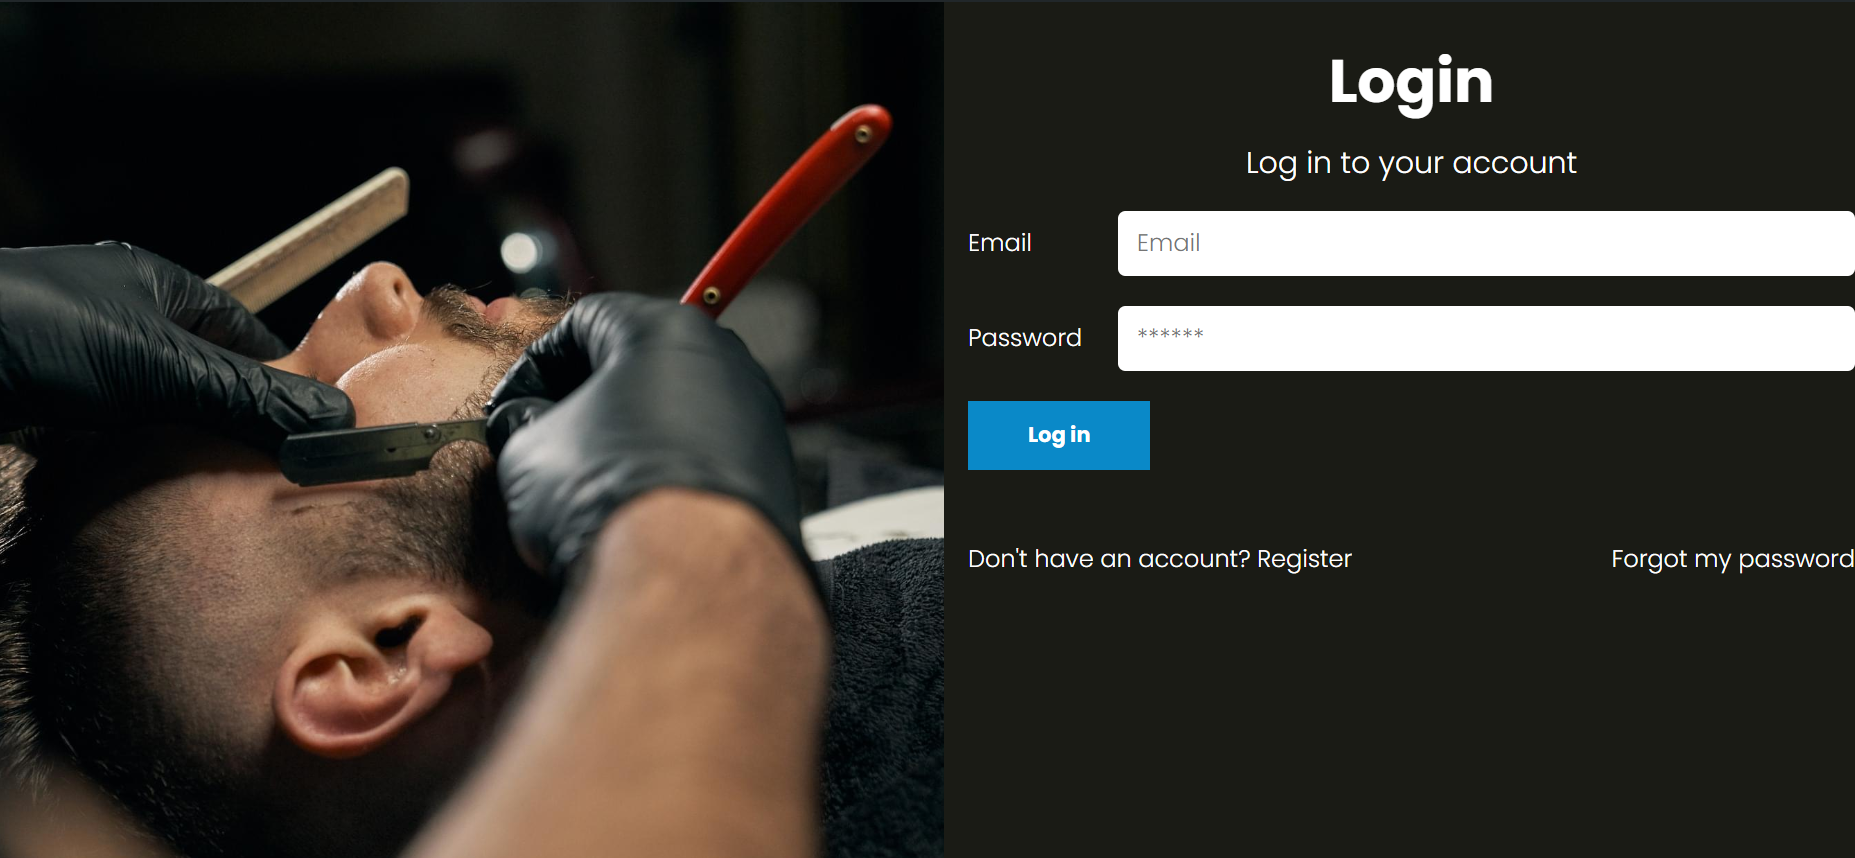 Login
Log in to your account
Email
Email
Password
******
Log in
Don't have an account? Register
Forgot my password